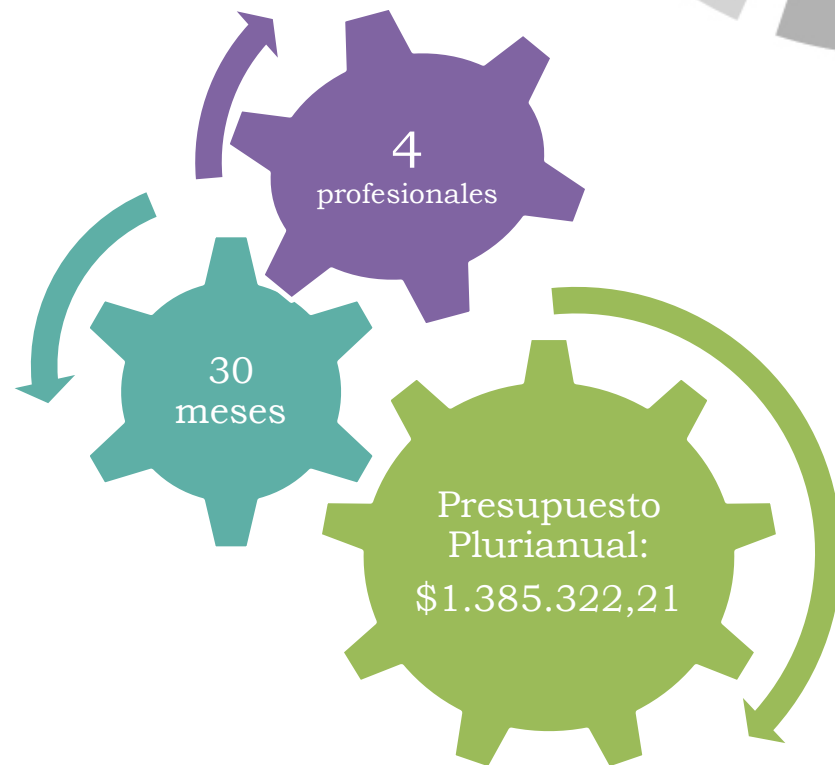 4
profesionales
30
meses
Presupuesto
Plurianual:
$1.385.322,21